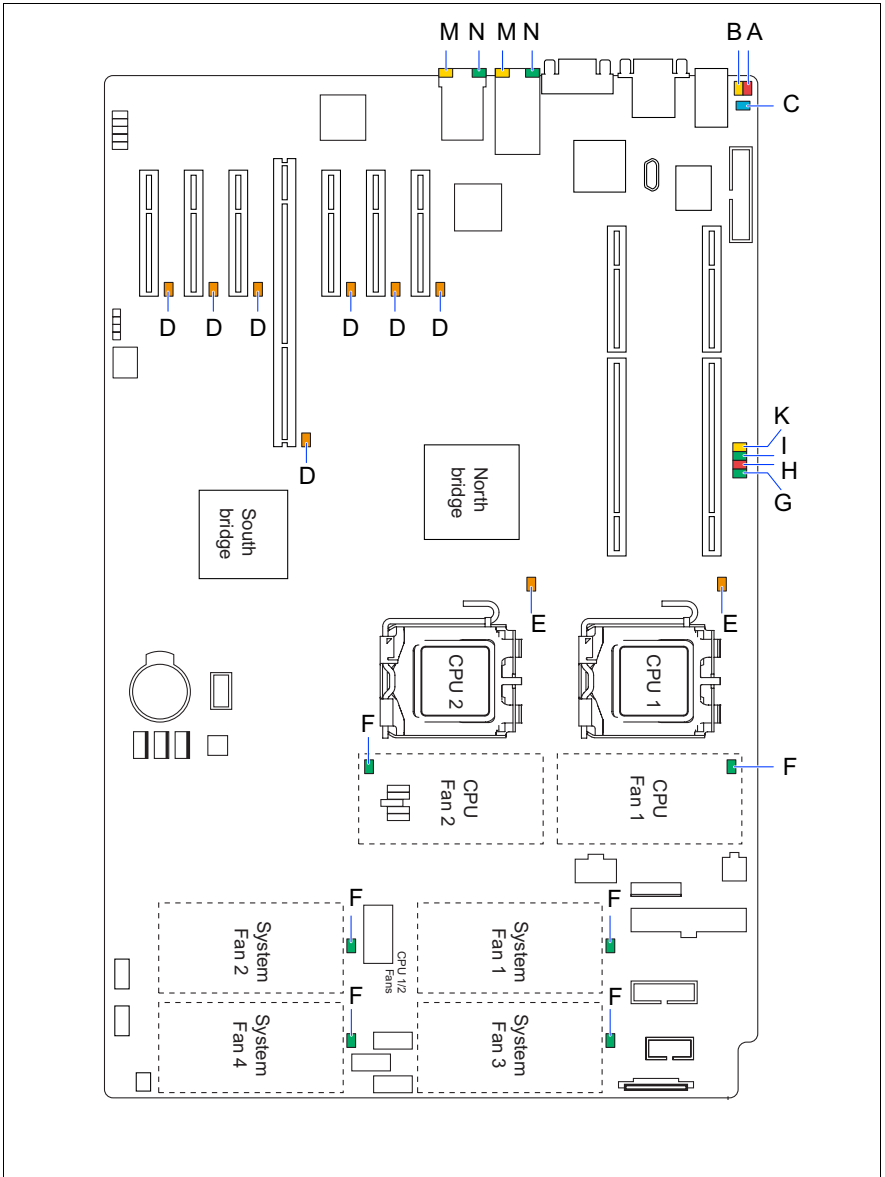 M N M N
B A
C
D D D D D D
D
K
I
H
G
North
bridge
South
bridge
E E
CPU 2
CPU 1
F
F
CPU
Fan 2
CPU
Fan 1
F
F
System
Fan 2
CPU 1/2
Fans
System
Fan 1
F
F
System
Fan 4
System
Fan 3